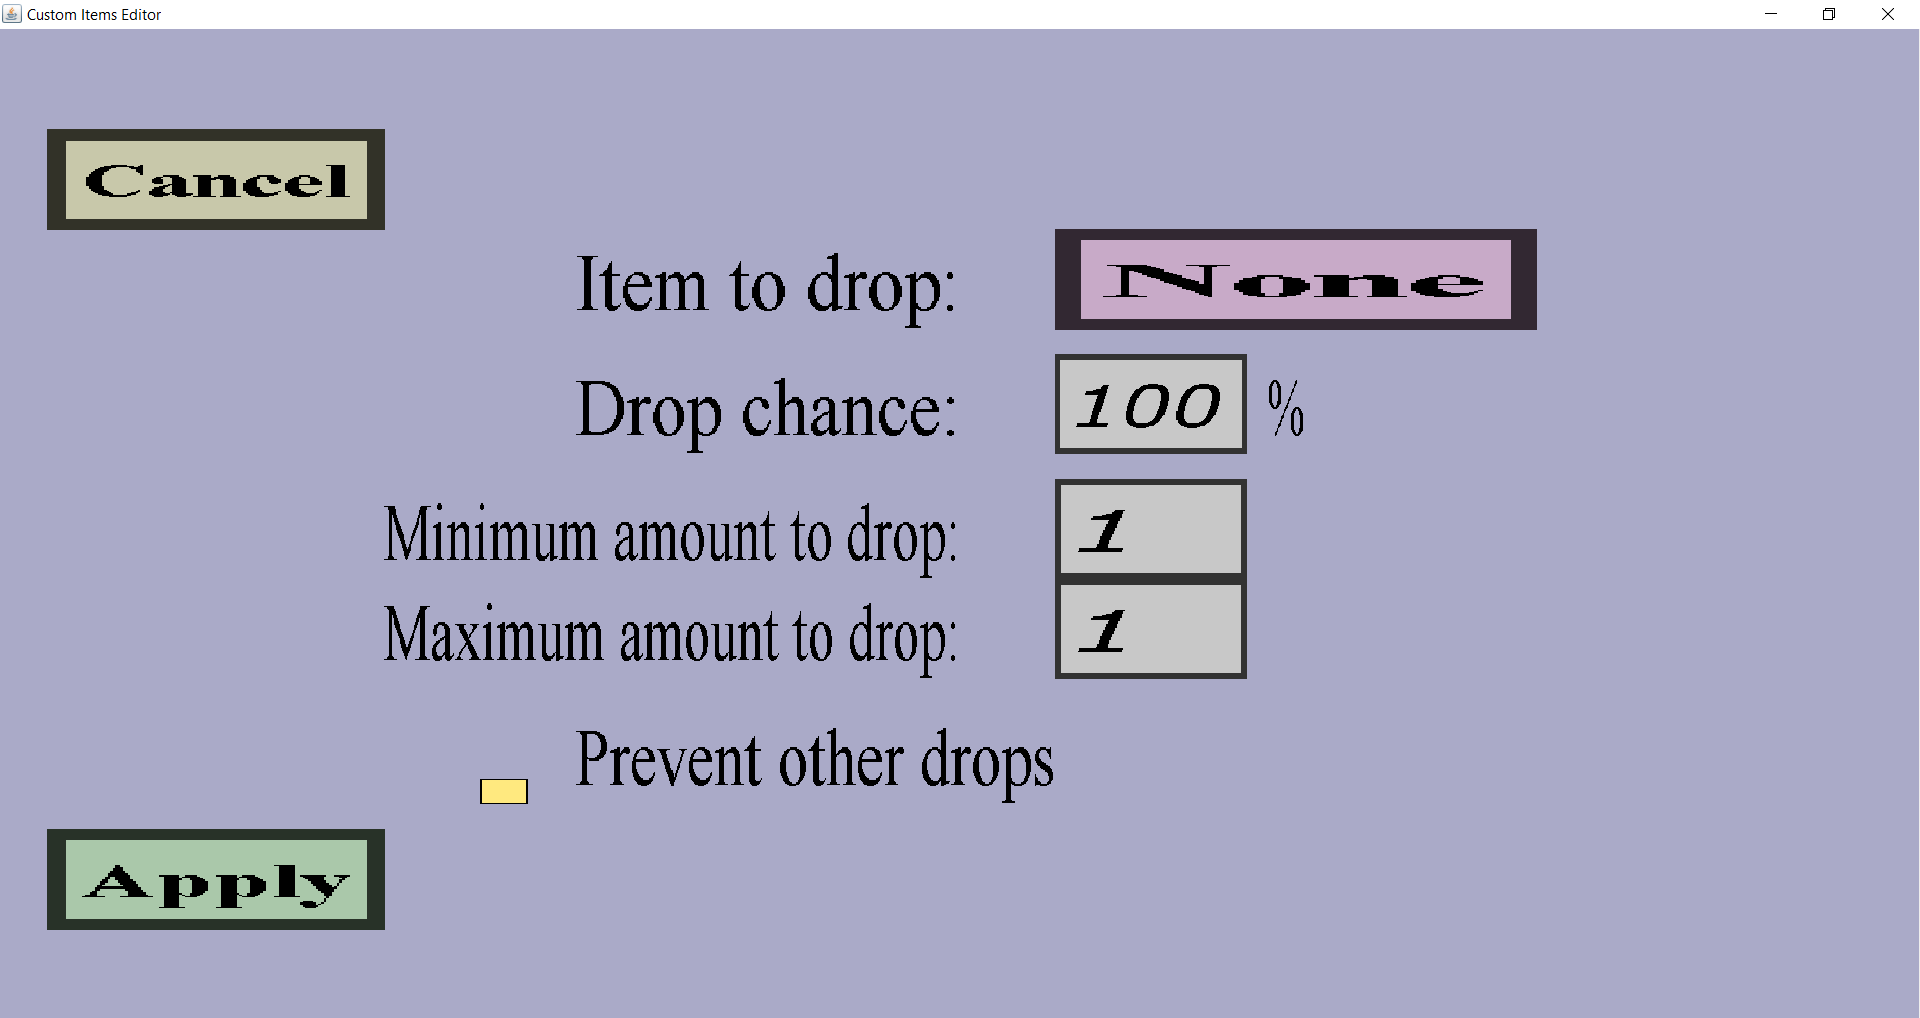 Custom Items Editor
Cancel
Item to drop: None
Drop chance: 100 %
Minimum amount to drop: 1
Maximum amount to drop: 1
Prevent other drops
Apply